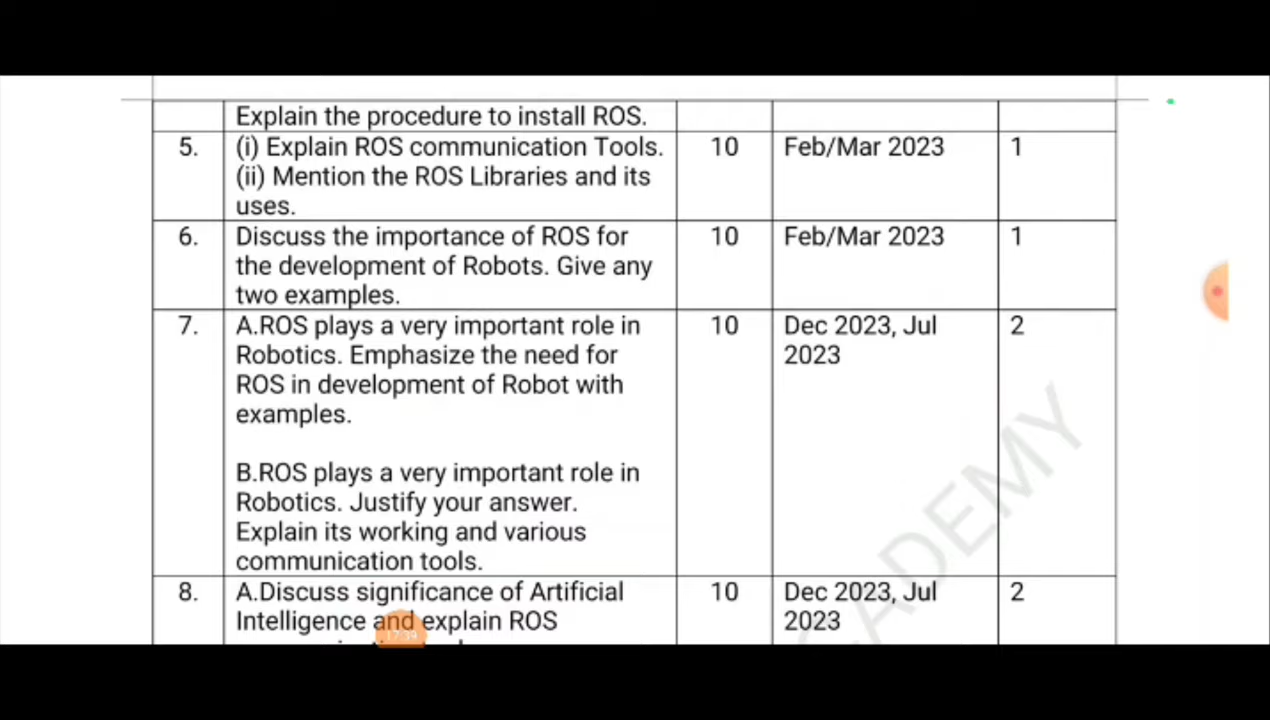 Explain the procedure to install ROS.
5. (i) Explain ROS communication Tools. 10 Feb/Mar 2023 1
(ii) Mention the ROS Libraries and its
uses.
6. Discuss the importance of ROS for 10 Feb/Mar 2023 1
the development of Robots. Give any
two examples.
7. A.ROS plays a very important role in 10 Dec 2023, Jul 2
Robotics. Emphasize the need for 2023
ROS in development of Robot with
examples.
B.ROS plays a very important role in
Robotics. Justify your answer.
Explain its working and various
communication tools.
8. A.Discuss significance of Artificial 10 Dec 2023, Jul 2
Intelligence and explain ROS 2023
17:39
ADEMY